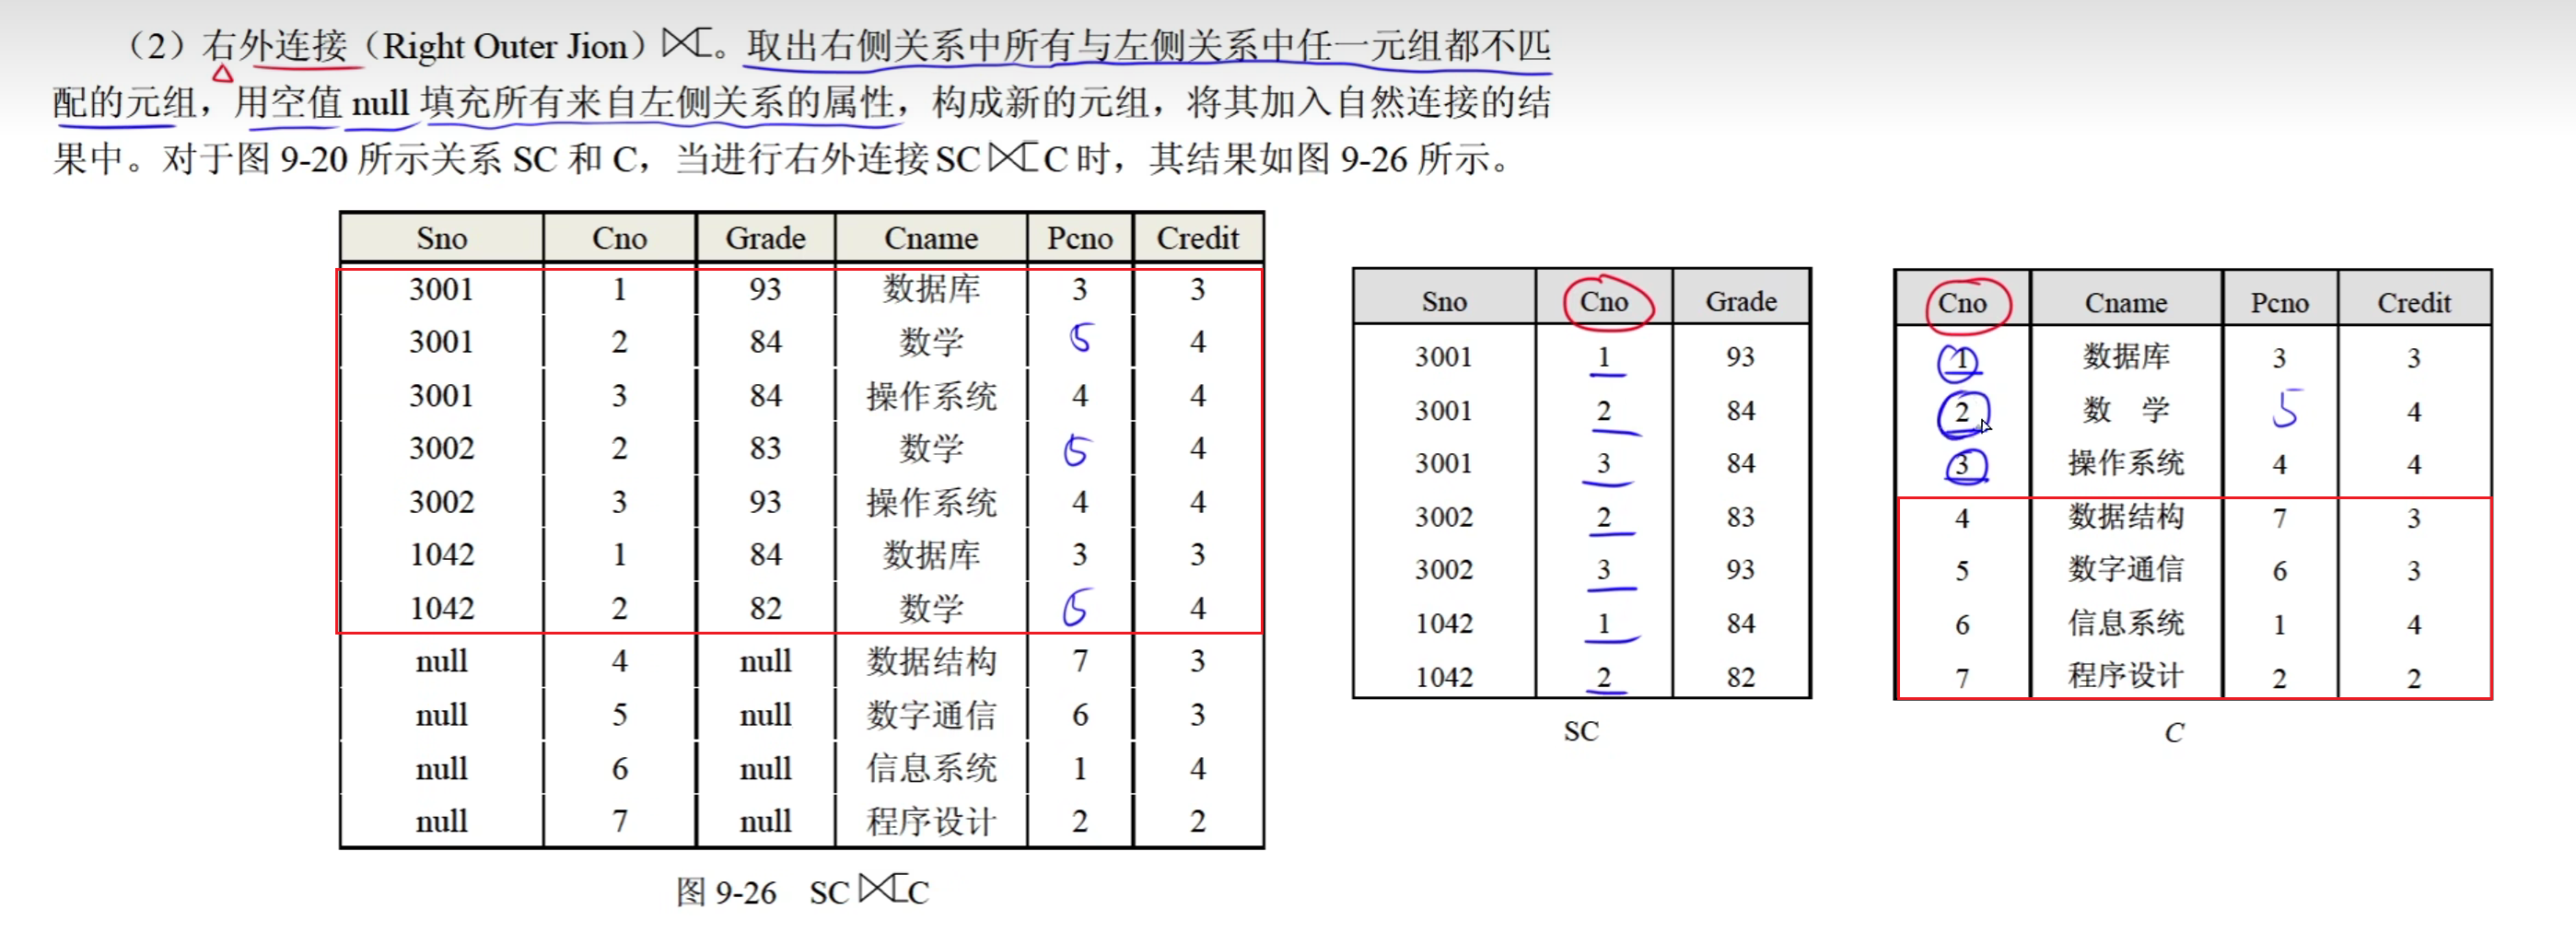 （2）右外连接（Right Outer Jion）⟖。取出右侧关系中所有与左侧关系中任一元组都不匹
配的元组，用空值 null 填充所有来自左侧关系的属性，构成新的元组，将其加入自然连接的结
果中。对于图 9-20 所示关系 SC 和 C，当进行右外连接 SC⟖C 时，其结果如图 9-26 所示。
Sno Cno Grade Cname Pcno Credit
3001 1 93 数据库 3 3
3001 2 84 数学 5 4
3001 3 84 操作系统 4 4
3002 2 83 数学 5 4
3002 3 93 操作系统 4 4
1042 1 84 数据库 3 3
1042 2 82 数学 5 4
null 4 null 数据结构 7 3
null 5 null 数字通信 6 3
null 6 null 信息系统 1 4
null 7 null 程序设计 2 2
图 9-26 SC⟖C
Sno Cno Grade
3001 1 93
3001 2 84
3001 3 84
3002 2 83
3002 3 93
1042 1 84
1042 2 82
SC
Cno Cname Pcno Credit
1 数据库 3 3
2 数 学 5 4
3 操作系统 4 4
4 数据结构 7 3
5 数字通信 6 3
6 信息系统 1 4
7 程序设计 2 2
C